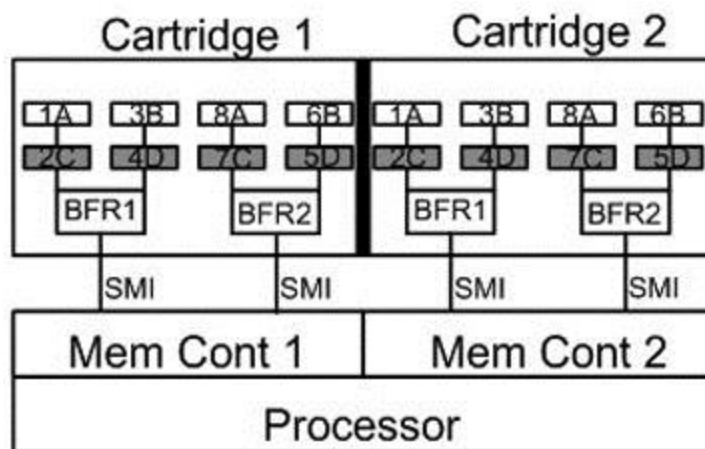 Cartridge 1 Cartridge 2
1A 3B 8A 6B 1A 3B 8A 6B
2C 4D 7C 5D 2C 4D 7C 5D
BFR1 BFR2 BFR1 BFR2
SMI SMI SMI SMI
Mem Cont 1 Mem Cont 2
Processor